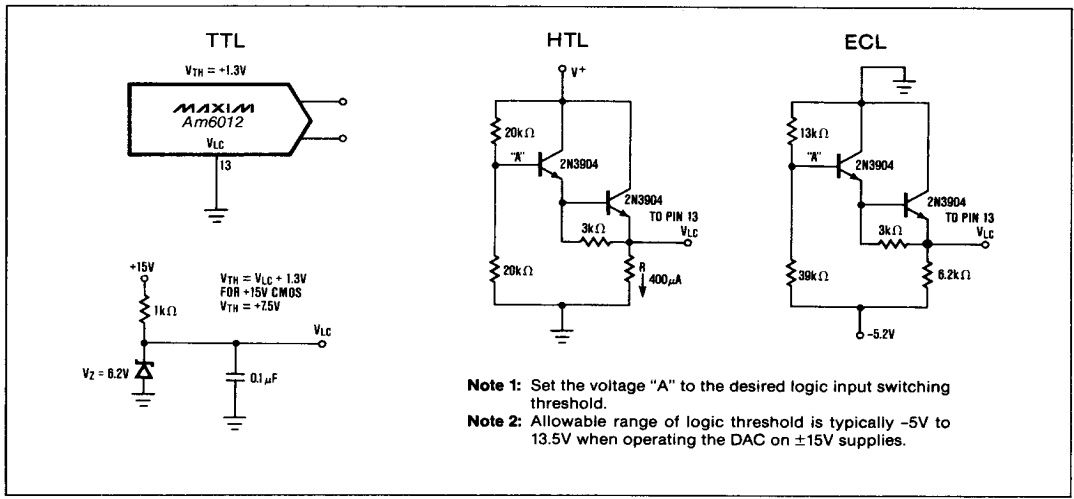 TTL
VTH = +1.3V
MAXIM
Am6012
VLC
13
+15V
1kΩ
VTH = VLC + 1.3V
FOR +15V CMOS
VTH = +7.5V
VLC
VZ = 6.2V
0.1μF
HTL
V+
20kΩ
"A"
2N3904
2N3904
TO PIN 13
VLC
3kΩ
20kΩ
R
400μA
ECL
13kΩ
"A"
2N3904
2N3904
TO PIN 13
VLC
3kΩ
39kΩ
6.2kΩ
–5.2V
Note 1: Set the voltage "A" to the desired logic input switching
threshold.
Note 2: Allowable range of logic threshold is typically –5V to
13.5V when operating the DAC on ±15V supplies.